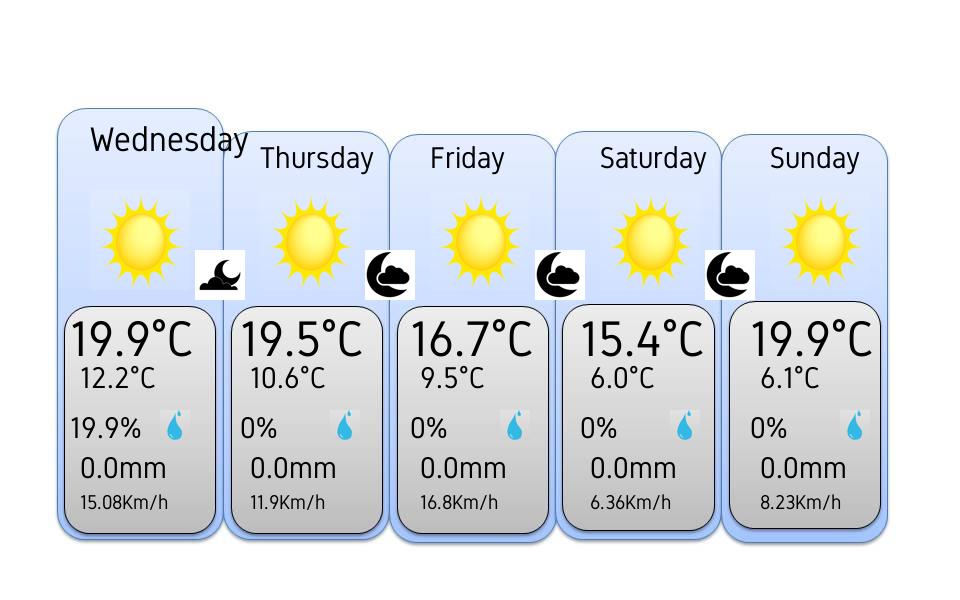 Wednesday
Thursday
Friday
Saturday
Sunday
19.9°C
19.5°C
16.7°C
15.4°C
19.9°C
12.2°C
10.6°C
9.5°C
6.0°C
6.1°C
19.9%
0%
0%
0%
0%
0.0mm
0.0mm
0.0mm
0.0mm
0.0mm
15.08Km/h
11.9Km/h
16.8Km/h
6.36Km/h
8.23Km/h